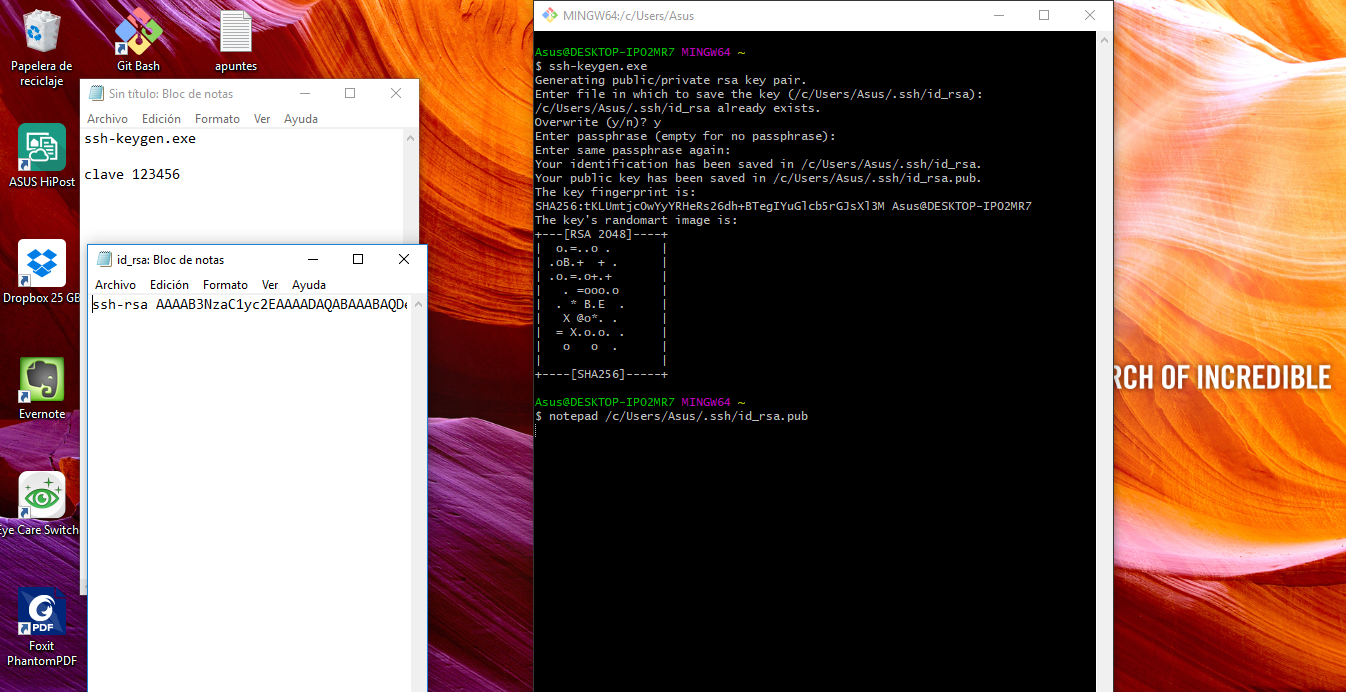 Papelera de
reciclaje
Git Bash
apuntes
ASUS HiPost
Dropbox 25 GB
Evernote
Eye Care Switch
Foxit
PhantomPDF
Sin título: Bloc de notas
Archivo Edición Formato Ver Ayuda
ssh-keygen.exe
clave 123456
id_rsa: Bloc de notas
Archivo Edición Formato Ver Ayuda
ssh-rsa AAAAB3NzaC1yc2EAAAADAQABAAABAQDe
MINGW64:/c/Users/Asus
Asus@DESKTOP-IPO2MR7 MINGW64 ~
$ ssh-keygen.exe
Generating public/private rsa key pair.
Enter file in which to save the key (/c/Users/Asus/.ssh/id_rsa):
/c/Users/Asus/.ssh/id_rsa already exists.
Overwrite (y/n)? y
Enter passphrase (empty for no passphrase):
Enter same passphrase again:
Your identification has been saved in /c/Users/Asus/.ssh/id_rsa.
Your public key has been saved in /c/Users/Asus/.ssh/id_rsa.pub.
The key fingerprint is:
SHA256:tKLUmtjcOwYyYRHeRs26dh+BTegIYuGlcb5rGJsXl3M Asus@DESKTOP-IPO2MR7
The key's randomart image is:
+---[RSA 2048]----+
|  o.=..o .       |
| .oB.+  + .      |
| .o.=.o+.+       |
|   . =ooo.o      |
|  . * B.E  .     |
|   X @o*. .      |
|  = X.o.o. .     |
|   o   o  .      |
|                 |
+----[SHA256]-----+
Asus@DESKTOP-IPO2MR7 MINGW64 ~
$ notepad /c/Users/Asus/.ssh/id_rsa.pub
RCH OF INCREDIBLE
PDF